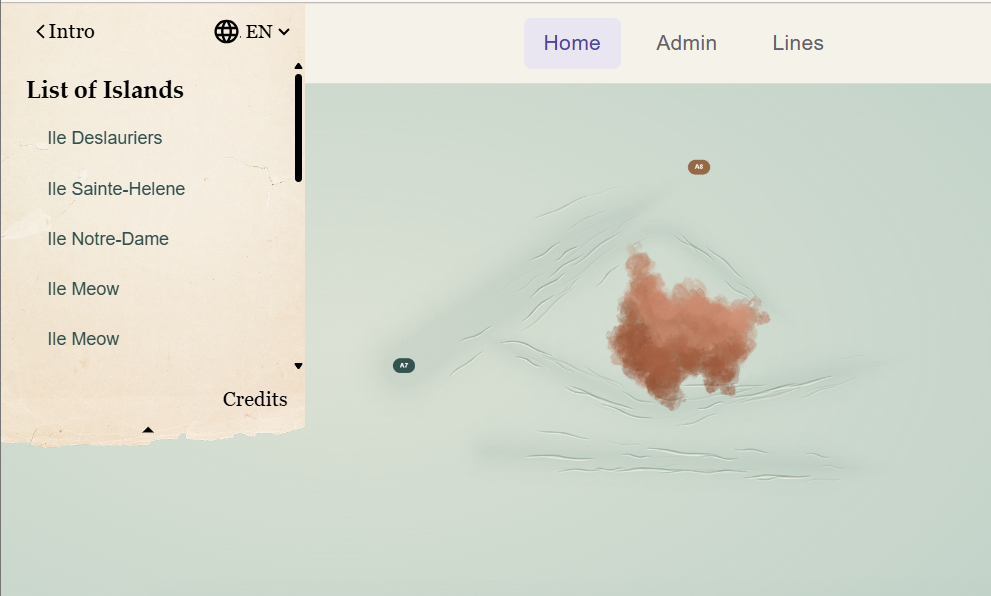 Intro
EN
Home
Admin
Lines
List of Islands
Ile Deslauriers
Ile Sainte-Helene
Ile Notre-Dame
Ile Meow
Ile Meow
Credits
A8
A7